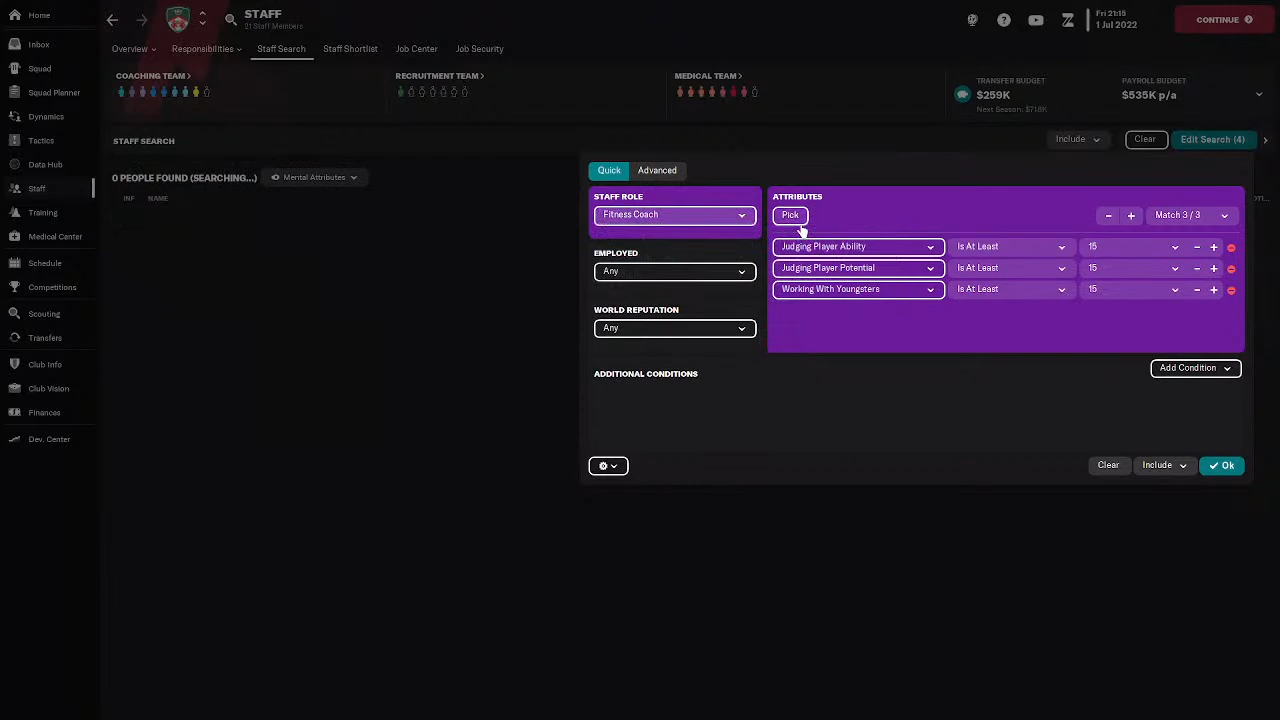 Home
STAFF
21 Staff Members
Fri 21:15
1 Jul 2022
CONTINUE
Inbox
Squad
Squad Planner
Dynamics
Tactics
Data Hub
Staff
Training
Medical Center
Schedule
Competitions
Scouting
Transfers
Club Info
Club Vision
Finances
Dev. Center
Overview
Responsibilities
Staff Search
Staff Shortlist
Job Center
Job Security
COACHING TEAM
RECRUITMENT TEAM
MEDICAL TEAM
TRANSFER BUDGET
$259K
Next Season: $718K
PAYROLL BUDGET
$535K p/a
STAFF SEARCH
Include
Clear
Edit Search (4)
0 PEOPLE FOUND (SEARCHING...)
Mental Attributes
INF NAME
Quick
Advanced
STAFF ROLE
Fitness Coach
EMPLOYED
Any
WORLD REPUTATION
Any
ATTRIBUTES
Pick
Match 3 / 3
Judging Player Ability Is At Least 15
Judging Player Potential Is At Least 15
Working With Youngsters Is At Least 15
ADDITIONAL CONDITIONS
Add Condition
Clear
Include
Ok